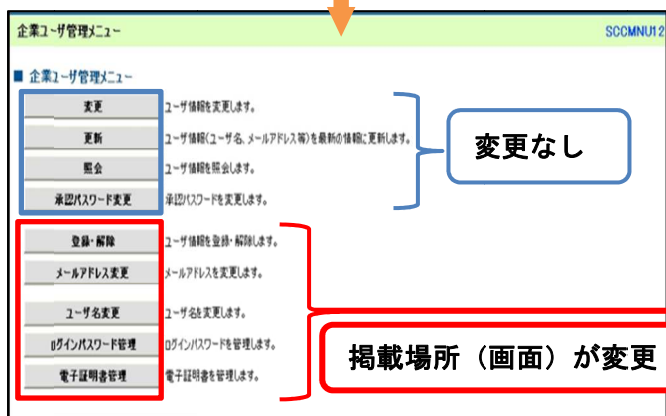 企業ユーザ管理メニュー SCCMNU12
■ 企業ユーザ管理メニュー
変更 ユーザ情報を変更します。
更新 ユーザ情報(ユーザ名、メールアドレス等)を最新の情報に更新します。
照会 ユーザ情報を照会します。
承認パスワード変更 承認パスワードを変更します。
変更なし
登録・解除 ユーザ情報を登録・解除します。
メールアドレス変更 メールアドレスを変更します。
ユーザ名変更 ユーザ名を変更します。
ログインパスワード管理 ログインパスワードを管理します。
電子証明書管理 電子証明書を管理します。
掲載場所（画面）が変更